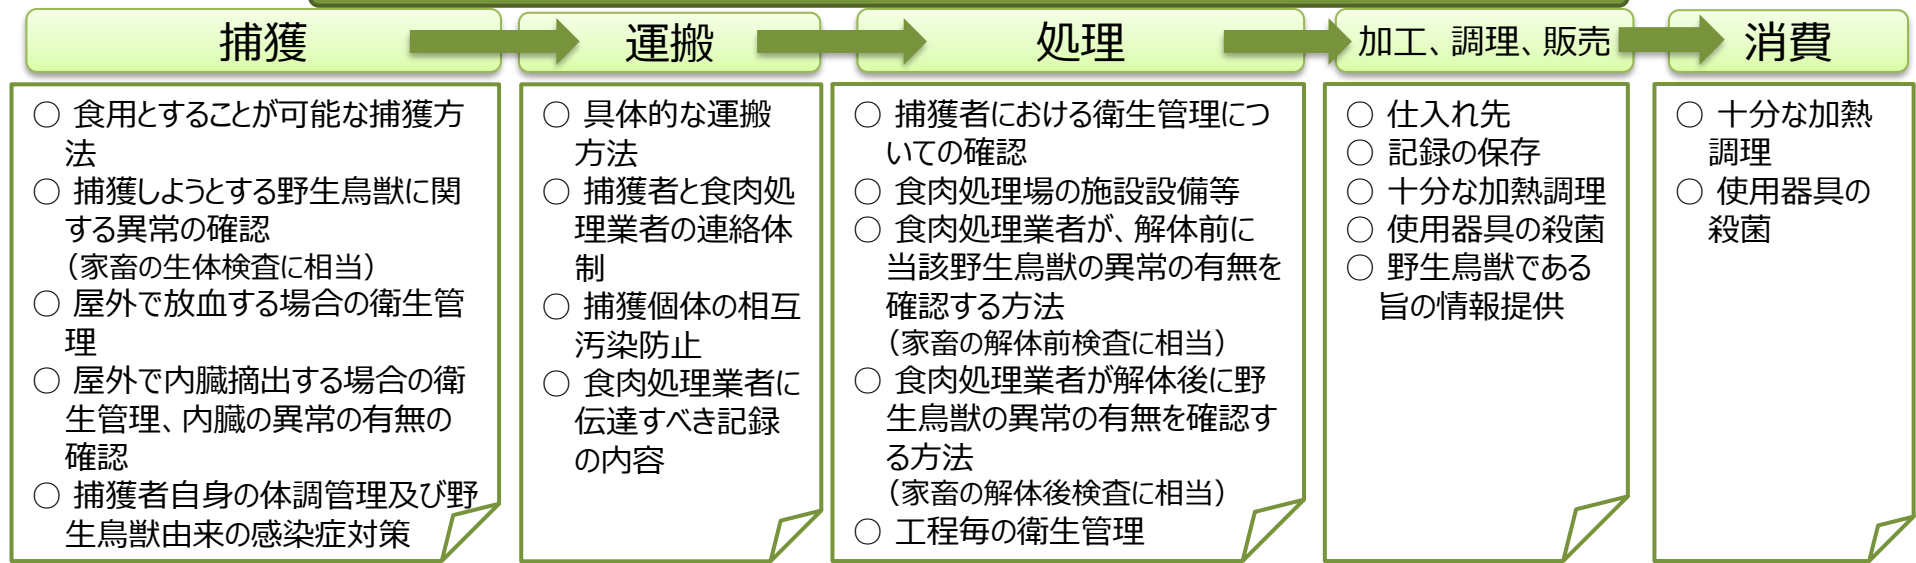 捕獲
運搬
処理
加工、調理、販売
消費
○ 食用とすることが可能な捕獲方
法
○ 捕獲しようとする野生鳥獣に関
する異常の確認
（家畜の生体検査に相当）
○ 屋外で放血する場合の衛生管
理
○ 屋外で内臓摘出する場合の衛
生管理、内臓の異常の有無の
確認
○ 捕獲者自身の体調管理及び野
生鳥獣由来の感染症対策
○ 具体的な運搬
方法
○ 捕獲者と食肉処
理業者の連絡体
制
○ 捕獲個体の相互
汚染防止
○ 食肉処理業者に
伝達すべき記録
の内容
○ 捕獲者における衛生管理につ
いての確認
○ 食肉処理場の施設設備等
○ 食肉処理業者が、解体前に
当該野生鳥獣の異常の有無を
確認する方法
（家畜の解体前検査に相当）
○ 食肉処理業者が解体後に野
生鳥獣の異常の有無を確認す
る方法
（家畜の解体後検査に相当）
○ 工程毎の衛生管理
○ 仕入れ先
○ 記録の保存
○ 十分な加熱調理
○ 使用器具の殺菌
○ 野生鳥獣である
旨の情報提供
○ 十分な加熱
調理
○ 使用器具の
殺菌